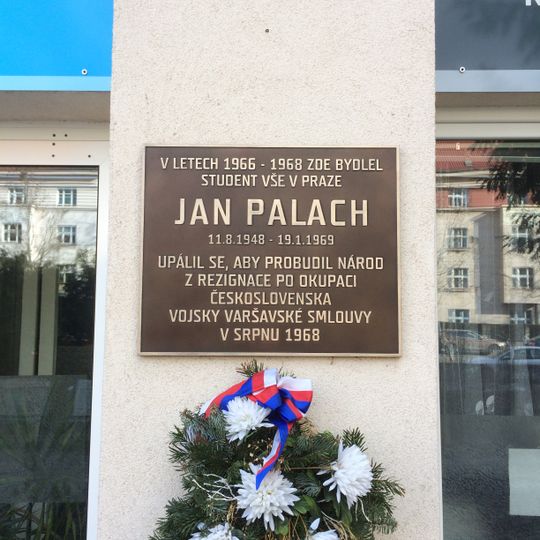 V LETECH 1966 - 1968 ZDE BYDLEL
STUDENT VŠE V PRAZE
JAN PALACH
11.8.1948 - 19.1.1969
UPÁLIL SE, ABY PROBUDIL NÁROD
Z REZIGNACE PO OKUPACI
ČESKOSLOVENSKA
VOJSKY VARŠAVSKÉ SMLOUVY
V SRPNU 1968